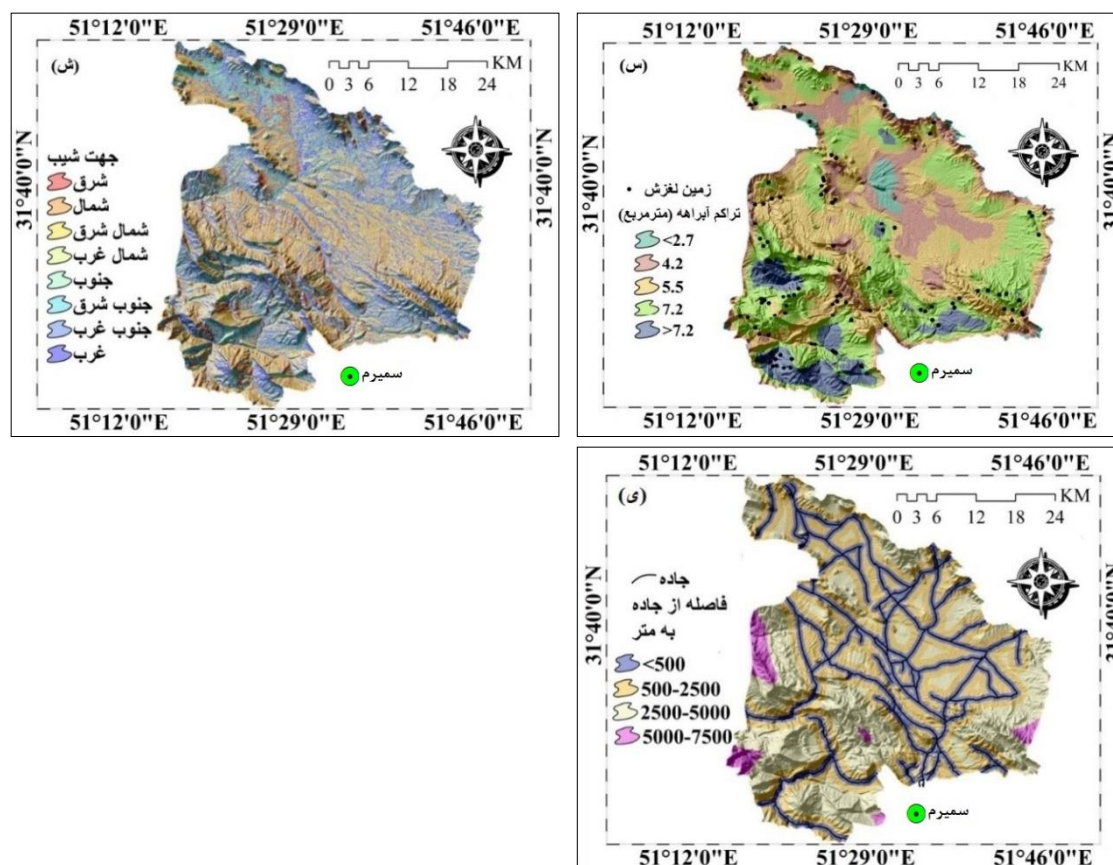 51°12'0"E 51°29'0"E 51°46'0"E
(ش)
KM
0 3 6 12 18 24
31°40'0"N
جهت شیب
شرق
شمال
شمال شرق
شمال غرب
جنوب
جنوب شرق
جنوب غرب
غرب
سمیرم
51°12'0"E 51°29'0"E 51°46'0"E
51°12'0"E 51°29'0"E 51°46'0"E
(س)
KM
0 3 6 12 18 24
31°40'0"N
31°40'0"N
زمین لغزش
تراکم آبراهه (مترمربع)
<2.7
4.2
5.5
7.2
>7.2
سمیرم
51°12'0"E 51°29'0"E 51°46'0"E
51°12'0"E 51°29'0"E 51°46'0"E
(ی)
KM
0 3 6 12 18 24
31°40'0"N
31°40'0"N
جاده
فاصله از جاده
به متر
<500
500-2500
2500-5000
5000-7500
سمیرم
51°12'0"E 51°29'0"E 51°46'0"E